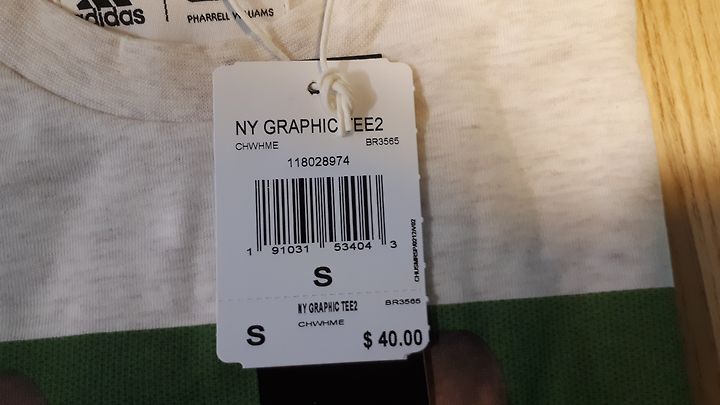 adidas
PHARRELL WILLIAMS
NY GRAPHIC TEE2
CHWHME BR3565
118028974
1 91031 53404 3
S
NY GRAPHIC TEE2 BR3565
CHWHME
S $ 40.00